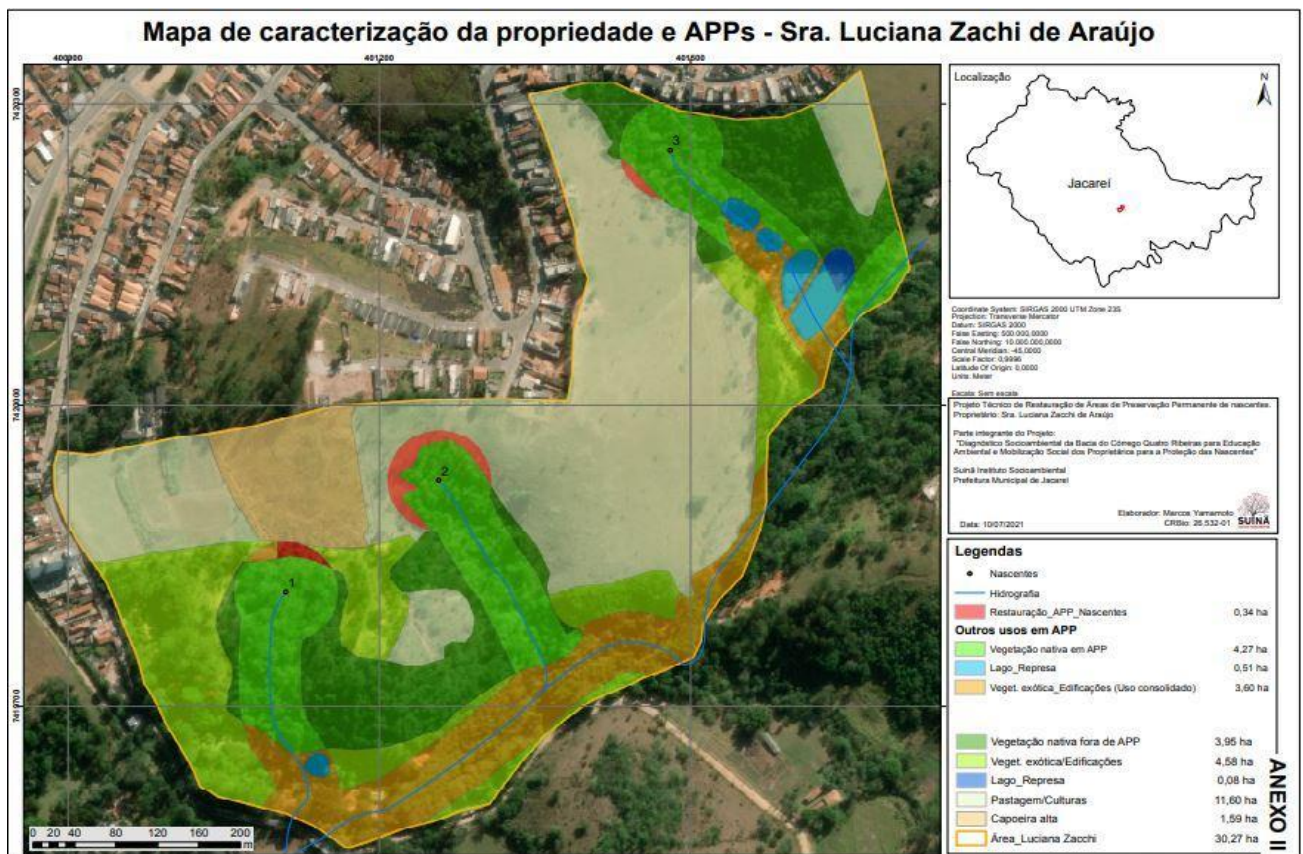 Mapa de caracterização da propriedade e APPs - Sra. Luciana Zachi de Araújo
400900
401200
401500
7420300
7420000
7419700
3
2
1
0 20 40 80 120 160 200
m
Localização
N
Jacareí
Coordinate System: SIRGAS 2000 UTM Zone 23S
Projection: Transverse Mercator
Datum: SIRGAS 2000
False Easting: 500.000,0000
False Northing: 10.000.000,0000
Central Meridian: -45,0000
Scale Factor: 0,9996
Latitude Of Origin: 0,0000
Units: Meter
Escala: Sem escala
Projeto Técnico de Restauração de Áreas de Preservação Permanente de nascentes.
Proprietário: Sra. Luciana Zacchi de Araújo
Parte integrante do Projeto:
"Diagnóstico Socioambiental da Bacia do Córrego Quatro Ribeiras para Educação
Ambiental e Mobilização Social dos Proprietários para a Proteção das Nascentes"
Suinã Instituto Socioambiental
Prefeitura Municipal de Jacareí
Elaborador: Marcos Yamamoto
Data: 10/07/2021 CRBio: 26.532-01
SUINÃ
Legendas
Nascentes
Hidrografia
Restauração_APP_Nascentes 0,34 ha
Outros usos em APP
Vegetação nativa em APP 4,27 ha
Lago_Represa 0,51 ha
Veget. exótica_Edificações (Uso consolidado) 3,60 ha
Vegetação nativa fora de APP 3,95 ha
Veget. exótica/Edificações 4,58 ha
Lago_Represa 0,08 ha
Pastagem/Culturas 11,60 ha
Capoeira alta 1,59 ha
Área_Luciana Zacchi 30,27 ha
ANEXO II